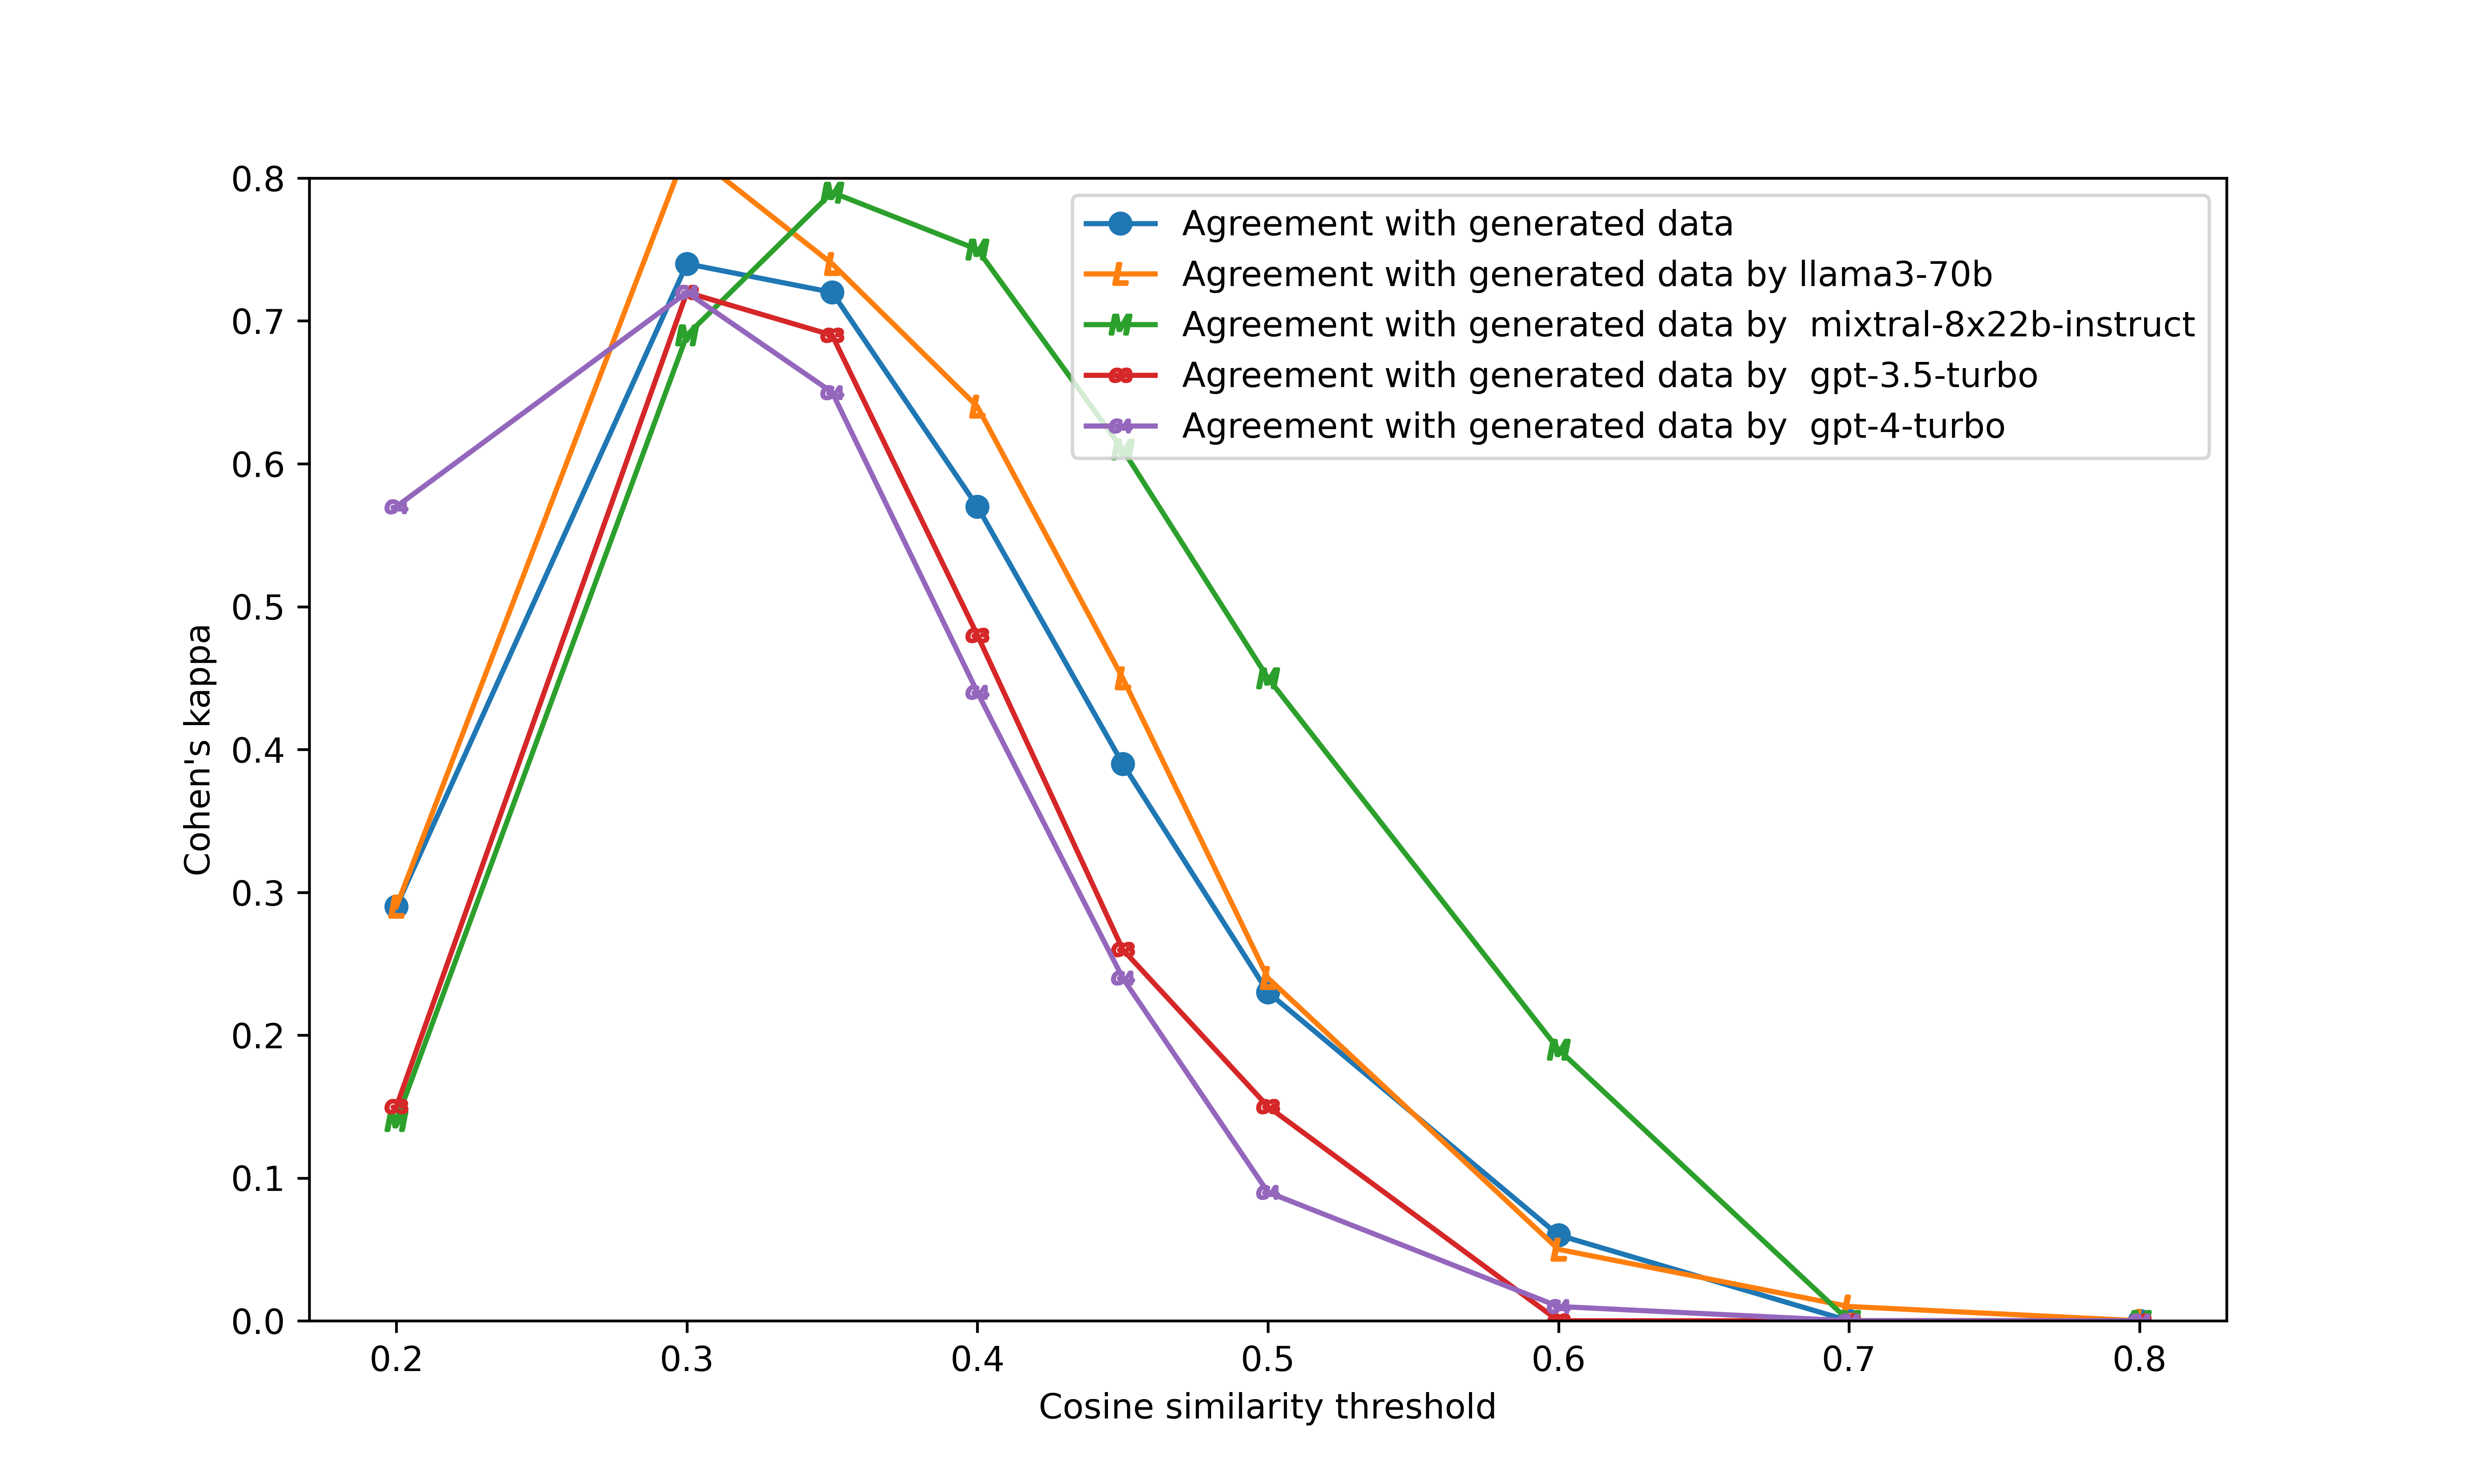 0.8
0.7
0.6
0.5
0.4
0.3
0.2
0.1
0.0
Cohen's kappa
Agreement with generated data
L Agreement with generated data by llama3-70b
M Agreement with generated data by  mixtral-8x22b-instruct
G3 Agreement with generated data by  gpt-3.5-turbo
G4 Agreement with generated data by  gpt-4-turbo
0.2 0.3 0.4 0.5 0.6 0.7 0.8
Cosine similarity threshold